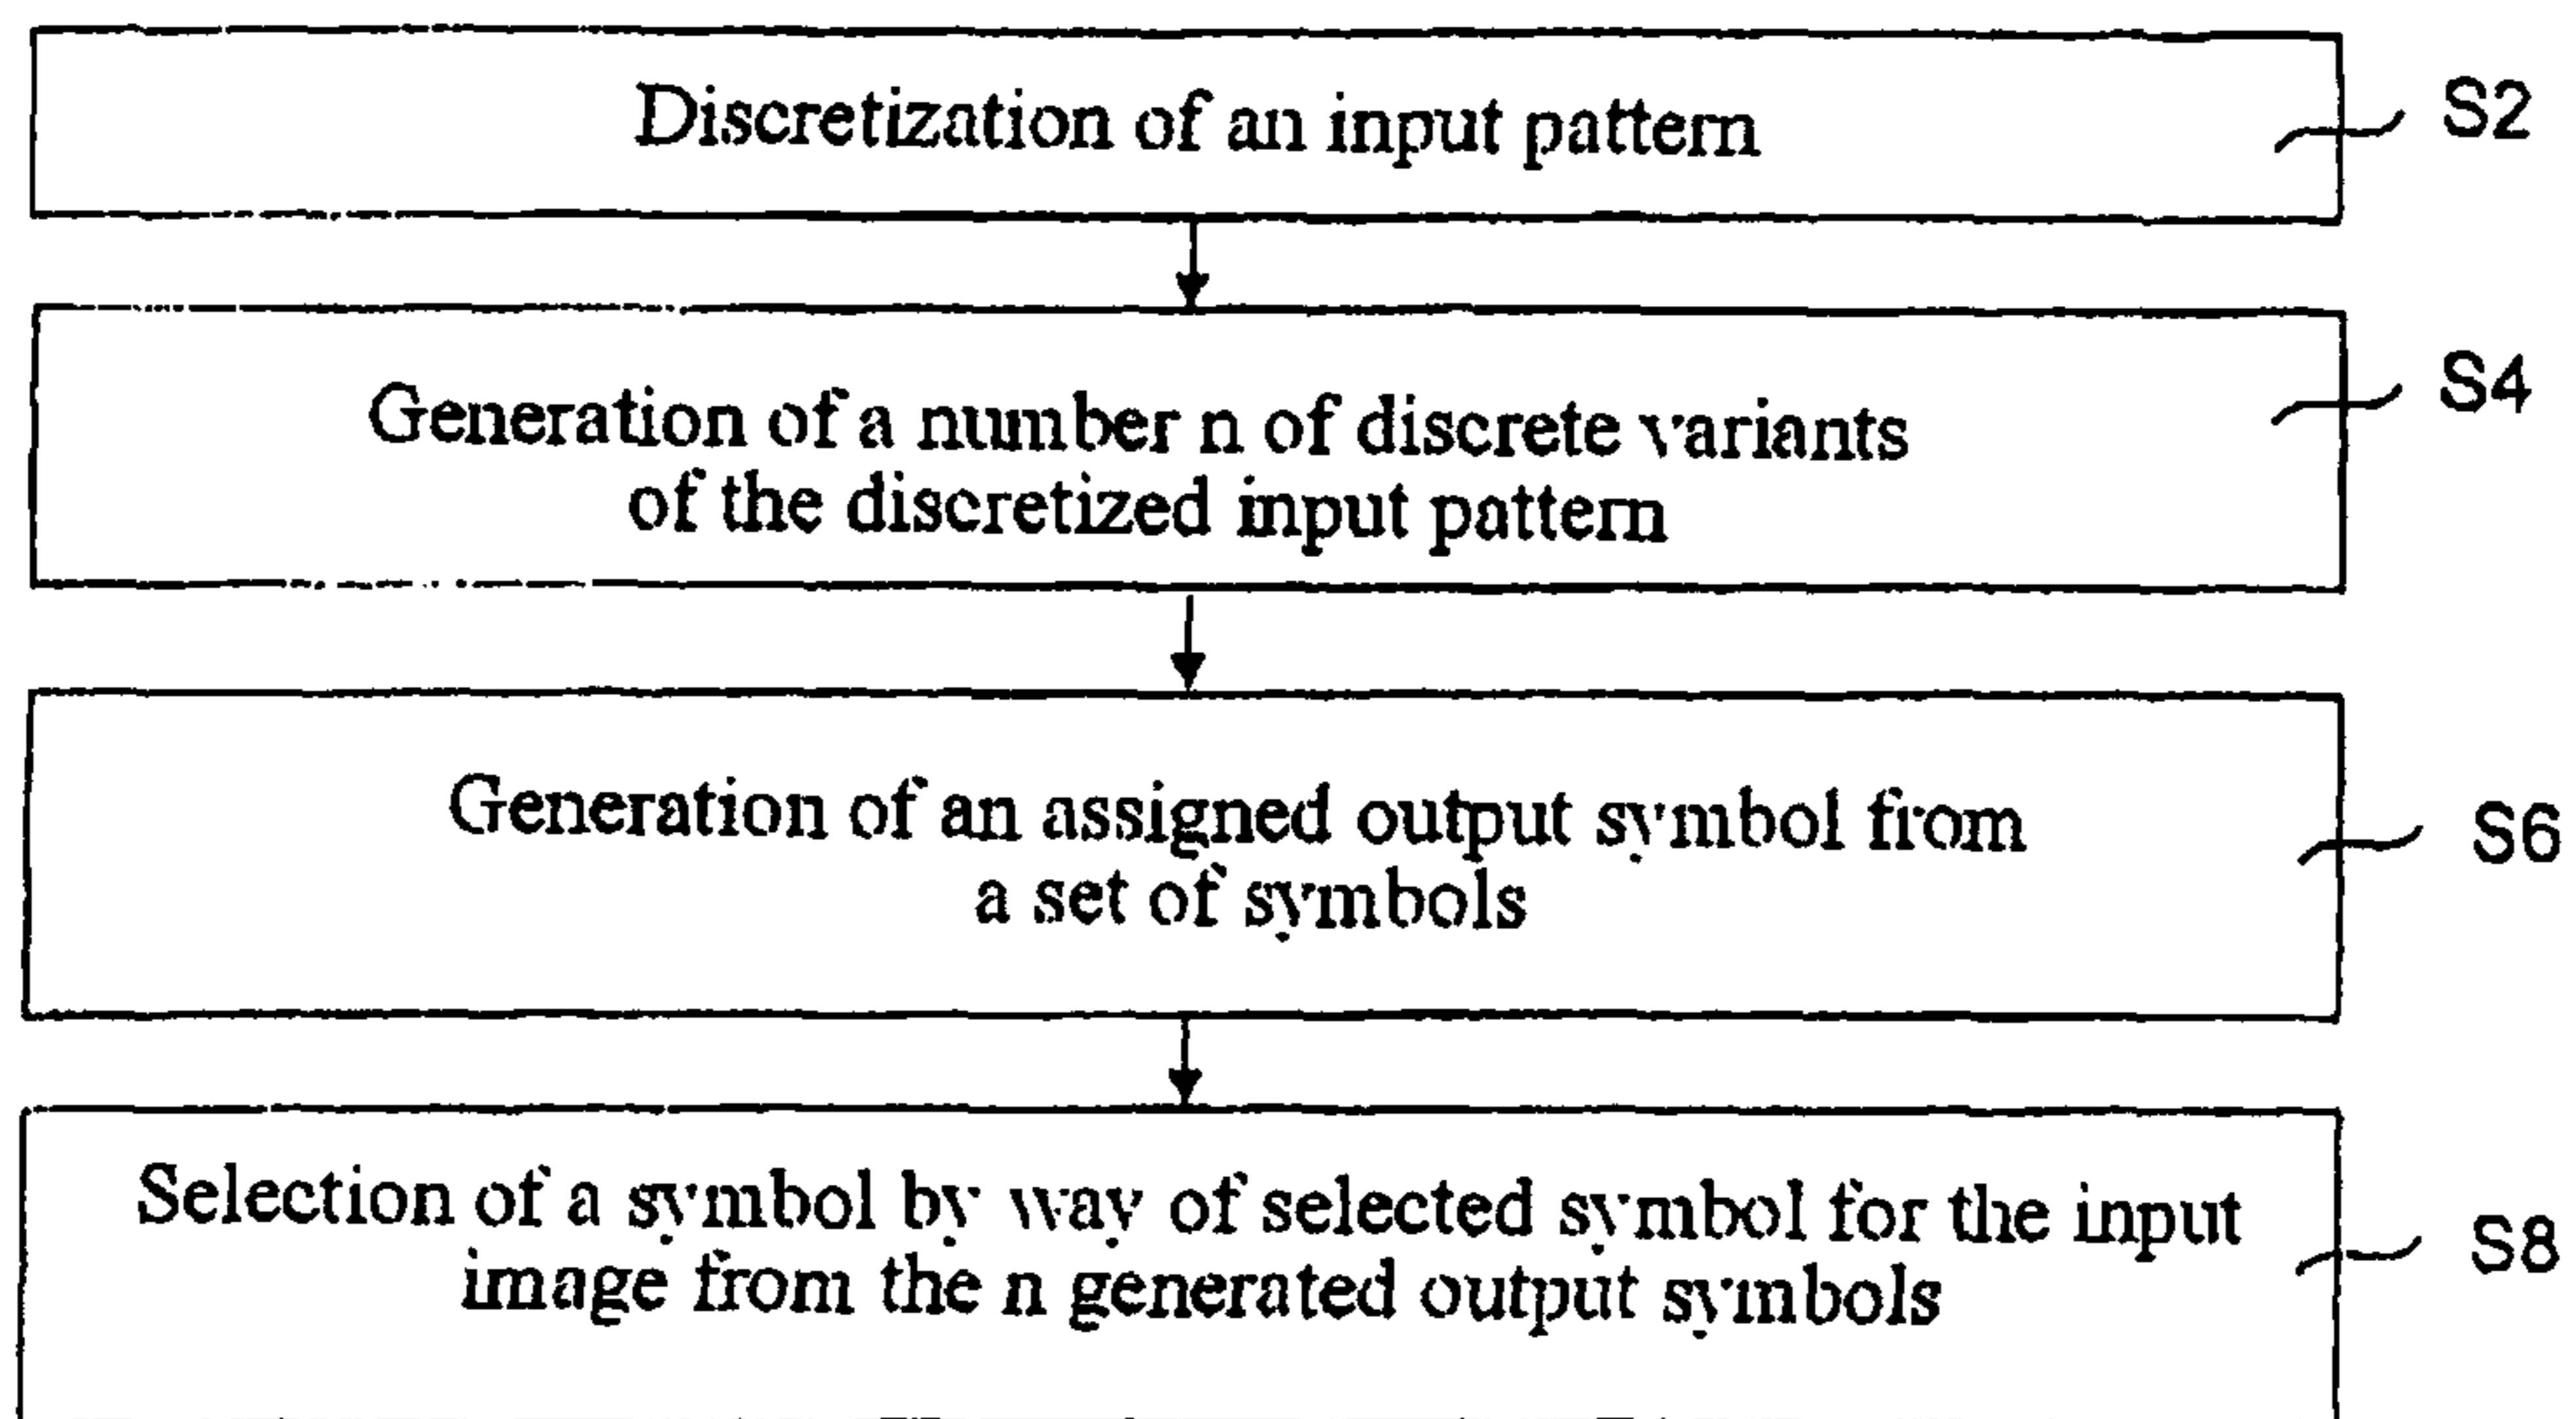 Discretization of an input pattern
S2
Generation of a number n of discrete variants
of the discretized input pattern
S4
Generation of an assigned output symbol from
a set of symbols
S6
Selection of a symbol by way of selected symbol for the input
image from the n generated output symbols
S8